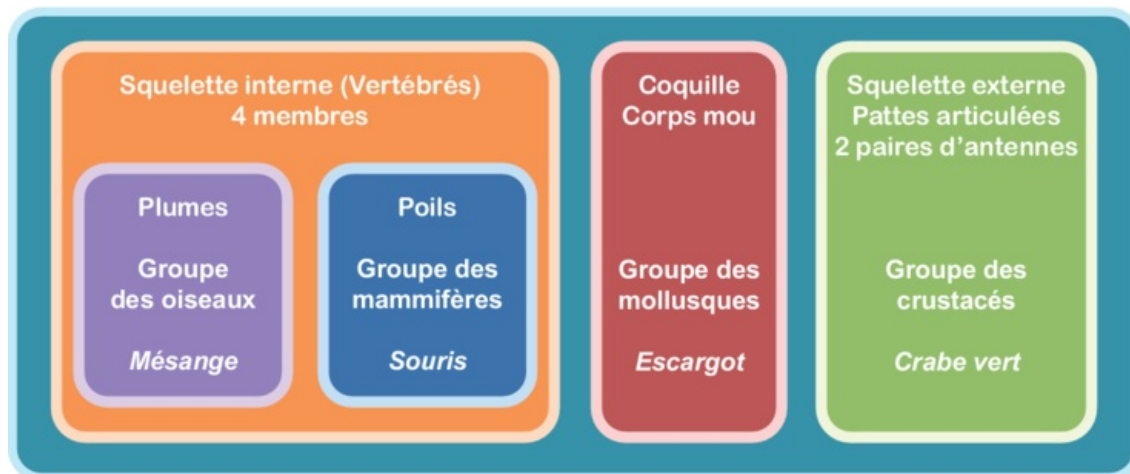 Squelette interne (Vertébrés)
4 membres
Plumes
Groupe
des oiseaux
Mésange
Poils
Groupe des
mammifères
Souris
Coquille
Corps mou
Groupe des
mollusques
Escargot
Squelette externe
Pattes articulées
2 paires d'antennes
Groupe des
crustacés
Crabe vert